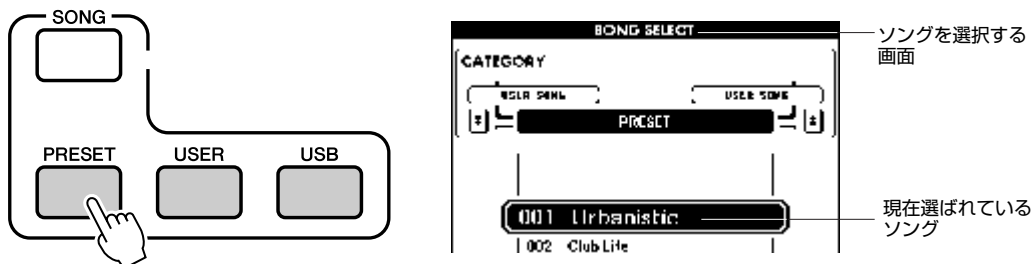 SONG
PRESET USER USB
SONG SELECT
ソングを選択する
画面
CATEGORY
USER SONG USER SONG
PRESET
001 Urbanistic
現在選ばれている
ソング
002 Club Life